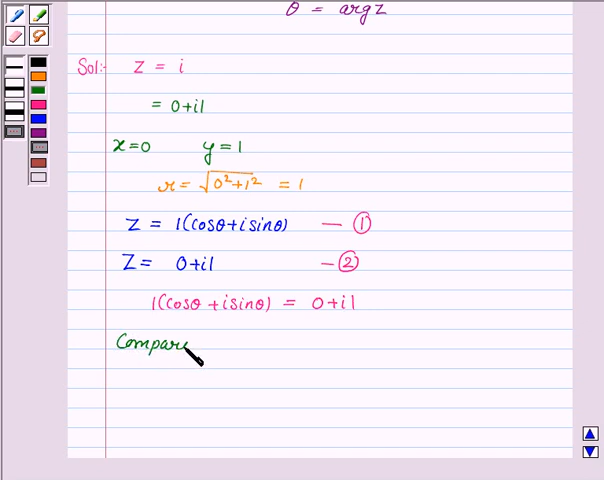 θ = argz
Sol:- Z = i
= 0+i1
x=0 y=1
r= √0²+1² = 1
Z = 1(cosθ+isinθ) — ①
Z = 0+i1 — ②
1(cosθ+isinθ) = 0+i1
Compare